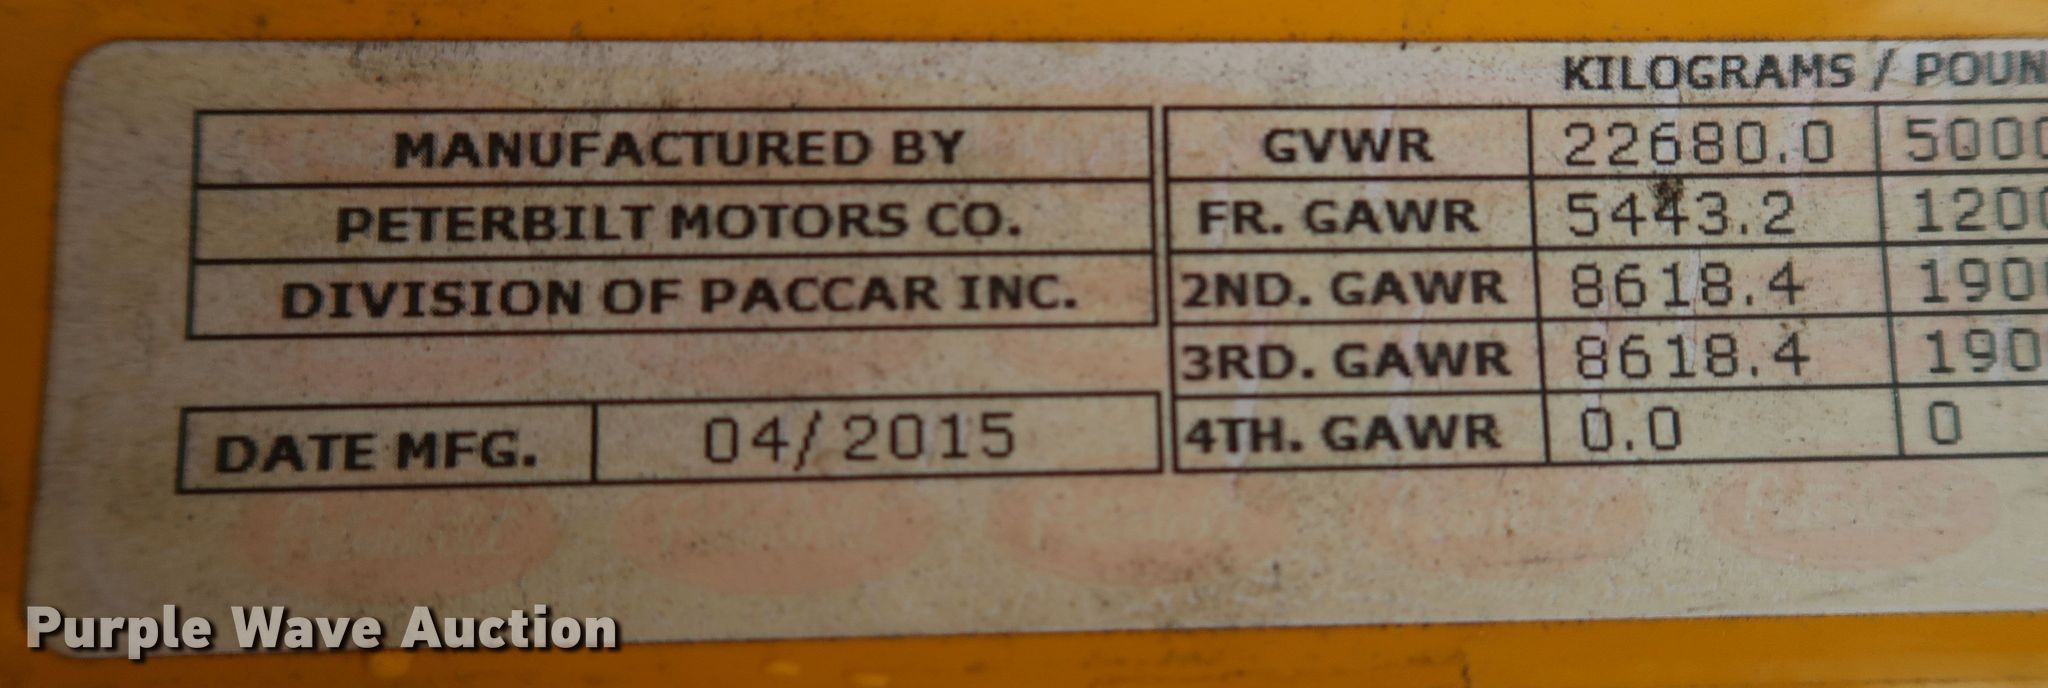 KILOGRAMS / POUN
MANUFACTURED BY
PETERBILT MOTORS CO.
DIVISION OF PACCAR INC.
DATE MFG. 04/2015
GVWR 22680.0 5000
FR. GAWR 5443.2 1200
2ND. GAWR 8618.4 190
3RD. GAWR 8618.4 190
4TH. GAWR 0.0 0
Purple Wave Auction